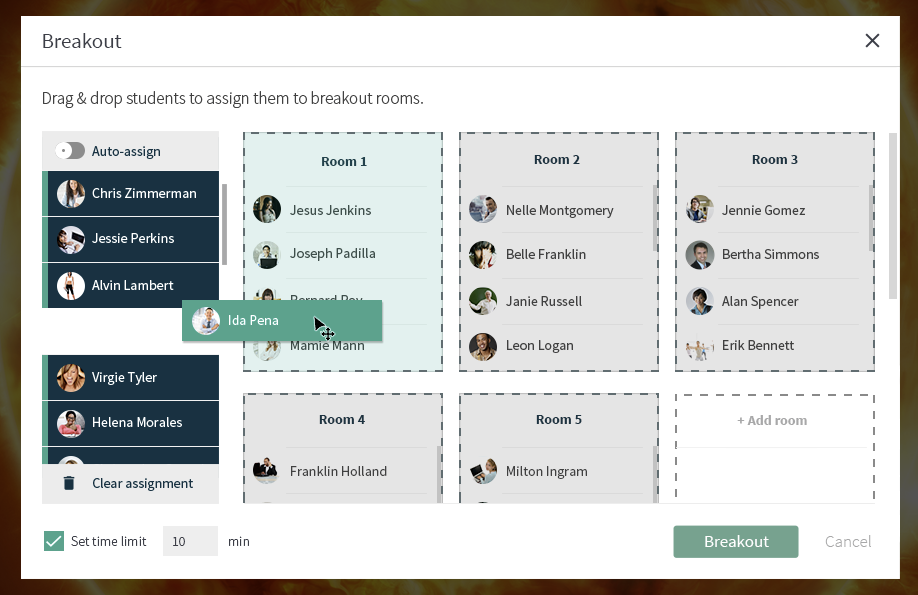 Breakout
Drag & drop students to assign them to breakout rooms.
Auto-assign
Chris Zimmerman
Jessie Perkins
Alvin Lambert
Ida Pena
Virgie Tyler
Helena Morales
Clear assignment
Room 1
Jesus Jenkins
Joseph Padilla
Mamie Mann
Room 2
Nelle Montgomery
Belle Franklin
Janie Russell
Leon Logan
Room 3
Jennie Gomez
Bertha Simmons
Alan Spencer
Erik Bennett
Room 4
Franklin Holland
Room 5
Milton Ingram
+ Add room
Set time limit 10 min
Breakout
Cancel